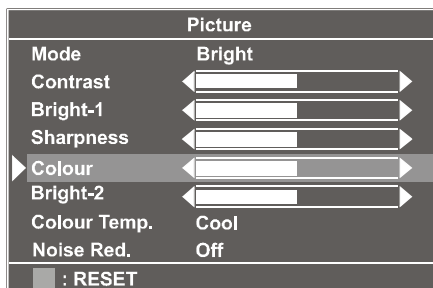 Picture
Mode Bright
Contrast
Bright-1
Sharpness
Colour
Bright-2
Colour Temp. Cool
Noise Red. Off
: RESET